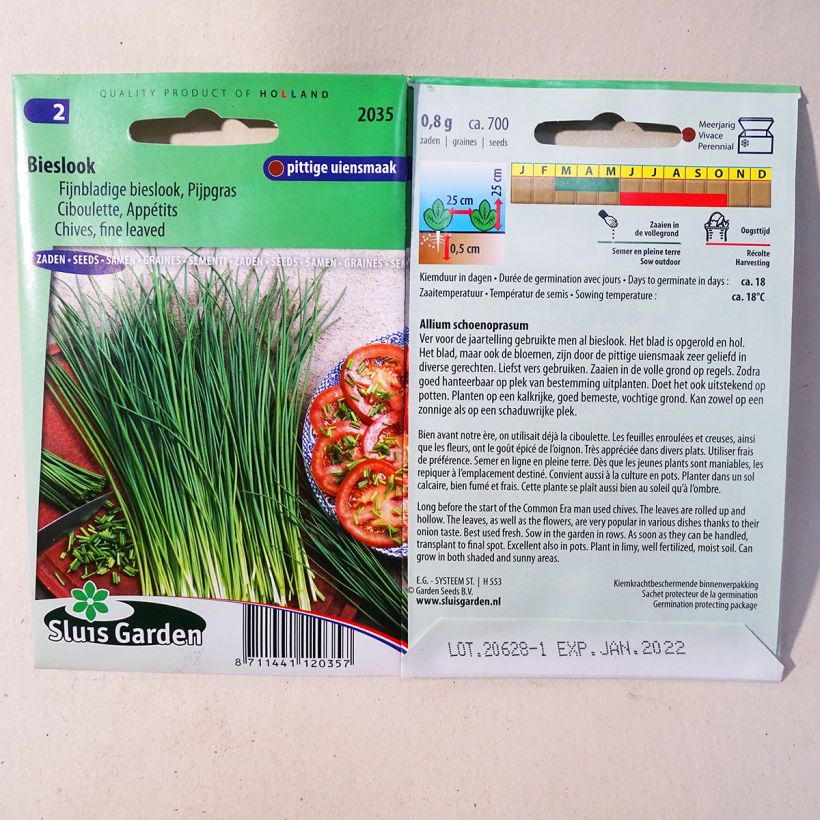 QUALITY PRODUCT OF HOLLAND
2
2035
Bieslook
pittige uiensmaak
Fijnbladige bieslook, Pijpgras
Ciboulette, Appétits
Chives, fine leaved
ZADEN • SEEDS • SAMEN • GRAINES • SEMENTI • ZADEN • SEEDS • SAMEN • GRAINES • SEM
Sluis Garden
8 711441 120357
0,8 g ca. 700
zaden | graines | seeds
Meerjarig
Vivace
Perennial
J F M A M J J A S O N D
25 cm
25 cm
0,5 cm
Zaaien in
de vollegrond
Semer en pleine terre
Sow outdoor
Oogsttijd
Récolte
Harvesting
Kiemduur in dagen • Durée de germination avec jours • Days to germinate in days : ca. 18
Zaaitemperatuur • Températur de semis • Sowing temperature : ca. 18°C
Allium schoenoprasum
Ver voor de jaartelling gebruikte men al bieslook. Het blad is opgerold en hol.
Het blad, maar ook de bloemen, zijn door de pittige uiensmaak zeer geliefd in
diverse gerechten. Liefst vers gebruiken. Zaaien in de volle grond op regels. Zodra
goed hanteerbaar op plek van bestemming uitplanten. Doet het ook uitstekend op
potten. Planten op een kalkrijke, goed bemeste, vochtige grond. Kan zowel op een
zonnige als op een schaduwrijke plek.
Bien avant notre ère, on utilisait déjà la ciboulette. Les feuilles enroulées et creuses, ainsi
que les fleurs, ont le goût épicé de l'oignon. Très appréciée dans divers plats. Utiliser frais
de préférence. Semer en ligne en pleine terre. Dès que les jeunes plants sont maniables, les
repiquer à l'emplacement destiné. Convient aussi à la culture en pots. Planter dans un sol
calcaire, bien fumé et frais. Cette plante se plaît aussi bien au soleil qu'à l'ombre.
Long before the start of the Common Era man used chives. The leaves are rolled up and
hollow. The leaves, as well as the flowers, are very popular in various dishes thanks to their
onion taste. Best used fresh. Sow in the garden in rows. As soon as they can be handled,
transplant to final spot. Excellent also in pots. Plant in limy, well fertilized, moist soil. Can
grow in both shaded and sunny areas.
E.G. - SYSTEEM ST. | H 553
© Garden Seeds B.V.
www.sluisgarden.nl
Kiemkrachtbeschermende binnenverpakking
Sachet protecteur de la germination
Germination protecting package
LOT.20628-1 EXP.JAN.2022